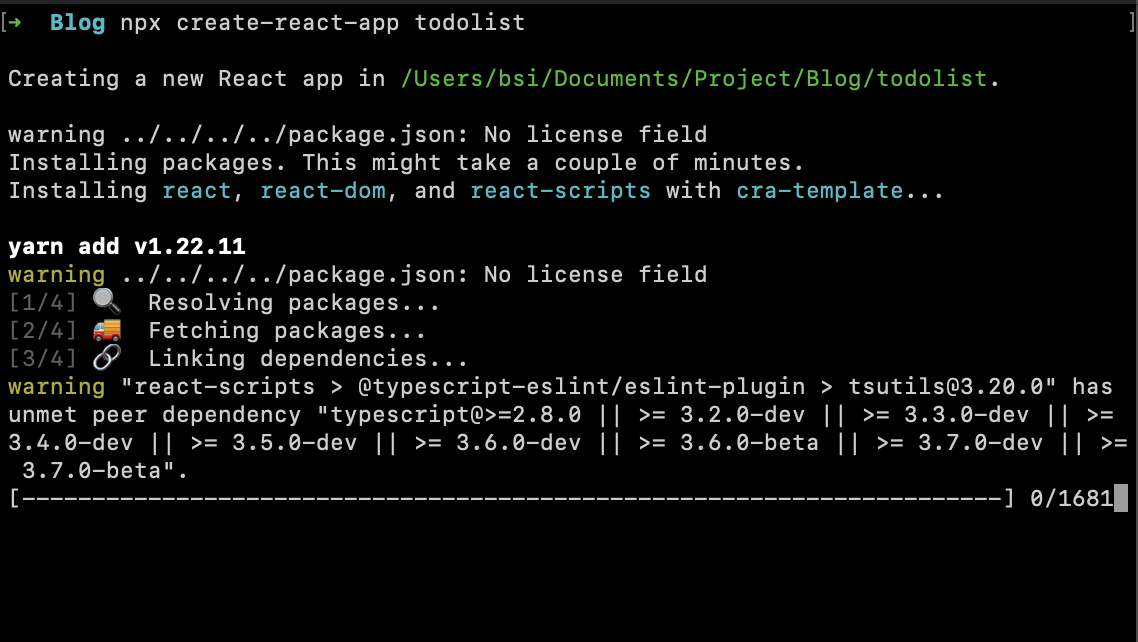 [➜  Blog npx create-react-app todolist ]
Creating a new React app in /Users/bsi/Documents/Project/Blog/todolist.
warning ../../../../package.json: No license field
Installing packages. This might take a couple of minutes.
Installing react, react-dom, and react-scripts with cra-template...
yarn add v1.22.11
warning ../../../../package.json: No license field
[1/4] 🔍  Resolving packages...
[2/4] 🚚  Fetching packages...
[3/4] 🔗  Linking dependencies...
warning "react-scripts > @typescript-eslint/eslint-plugin > tsutils@3.20.0" has
unmet peer dependency "typescript@>=2.8.0 || >= 3.2.0-dev || >= 3.3.0-dev || >=
3.4.0-dev || >= 3.5.0-dev || >= 3.6.0-dev || >= 3.6.0-beta || >= 3.7.0-dev || >=
 3.7.0-beta".
[----------------------------------------------------------------------] 0/1681